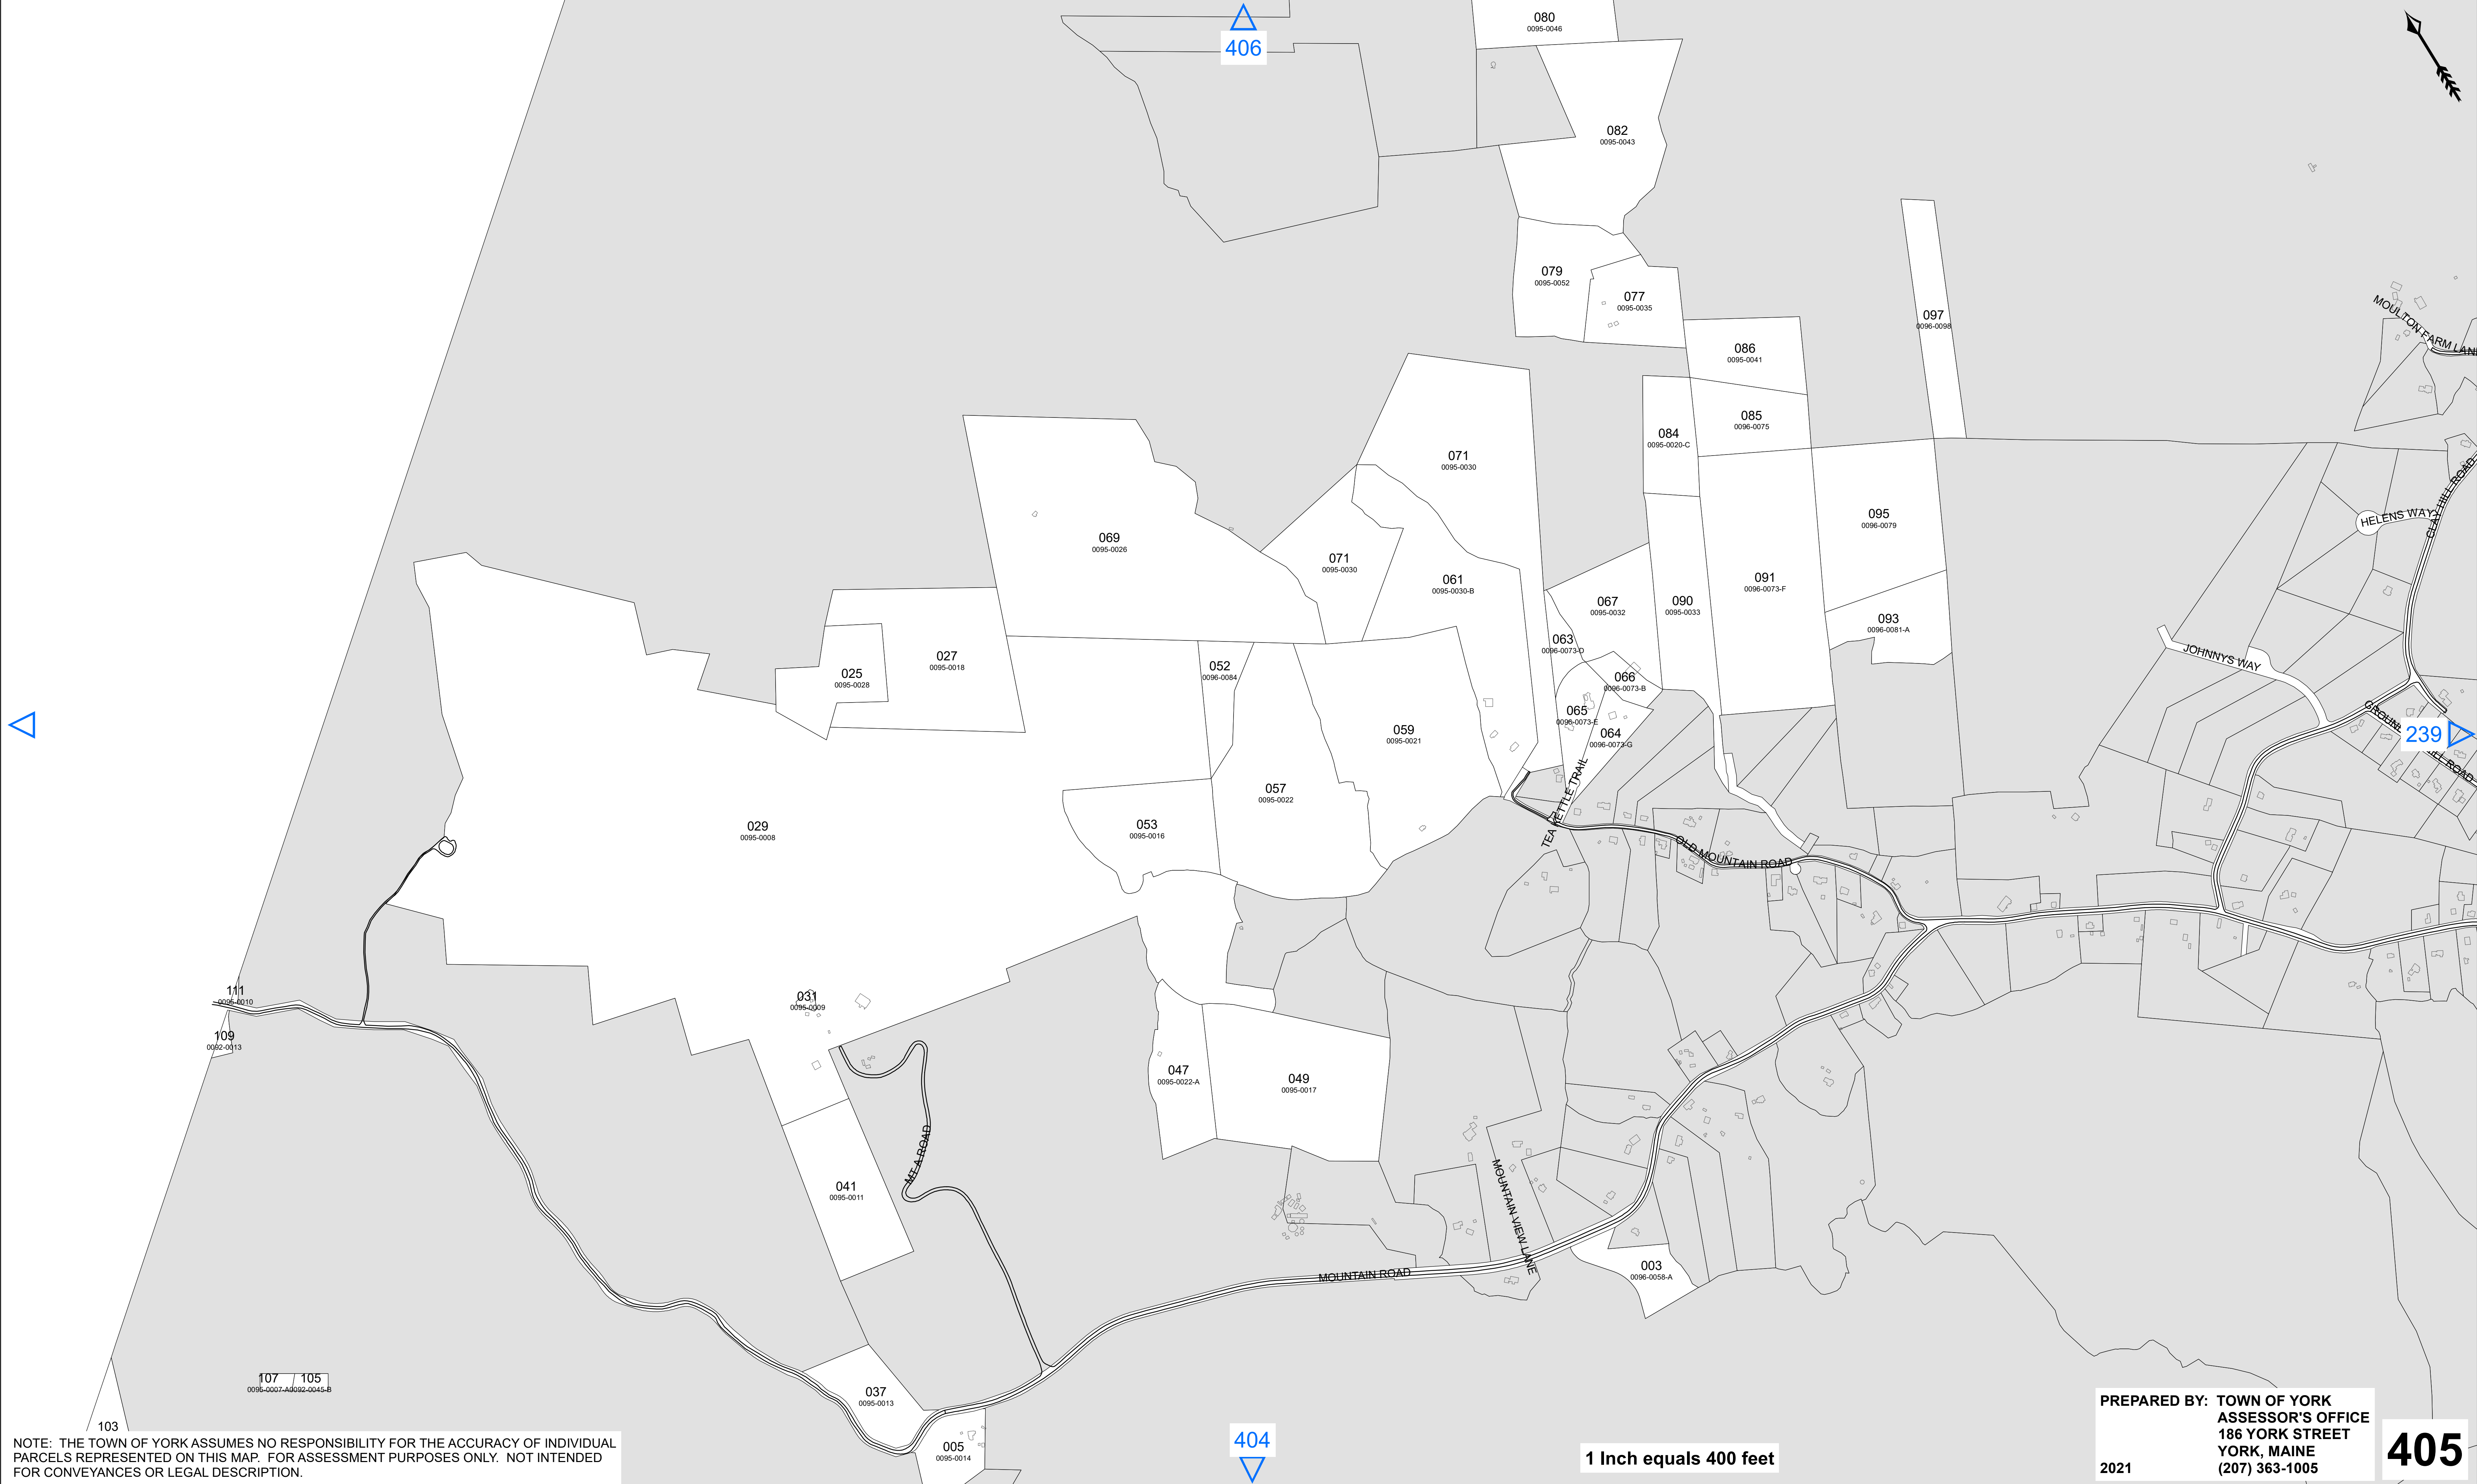 080
0095-0046
406
082
0095-0043
079
0095-0052
077
0095-0035
097
0096-0098
MOULTON FARM LANE
086
0095-0041
085
0096-0075
084
0095-0020-C
071
0095-0030
CLAY HILL ROAD
HELENS WAY
095
0096-0079
069
0095-0026
071
0095-0030
061
0095-0030-B
091
0096-0073-F
067
0095-0032
090
0095-0033
093
0096-0081-A
063
0096-0073-D
JOHNNYS WAY
027
0095-0018
052
0096-0084
025
0095-0028
066
0096-0073-B
065
0096-0073-E
064
0096-0073-G
059
0095-0021
239
057
0095-0022
TEA KETTLE TRAIL
029
0095-0008
053
0095-0016
OLD MOUNTAIN ROAD
111
0095-0010
031
0095-0009
109
0092-0013
047
0095-0022-A
049
0095-0017
MT A ROAD
041
0095-0011
MOUNTAIN VIEW LANE
MOUNTAIN ROAD
003
0096-0058-A
107
0095-0007-A
105
0092-0045-B
037
0095-0013
103
005
0095-0014
404
NOTE: THE TOWN OF YORK ASSUMES NO RESPONSIBILITY FOR THE ACCURACY OF INDIVIDUAL
PARCELS REPRESENTED ON THIS MAP. FOR ASSESSMENT PURPOSES ONLY. NOT INTENDED
FOR CONVEYANCES OR LEGAL DESCRIPTION.
1 Inch equals 400 feet
PREPARED BY: TOWN OF YORK
ASSESSOR'S OFFICE
186 YORK STREET
YORK, MAINE
2021 (207) 363-1005
405